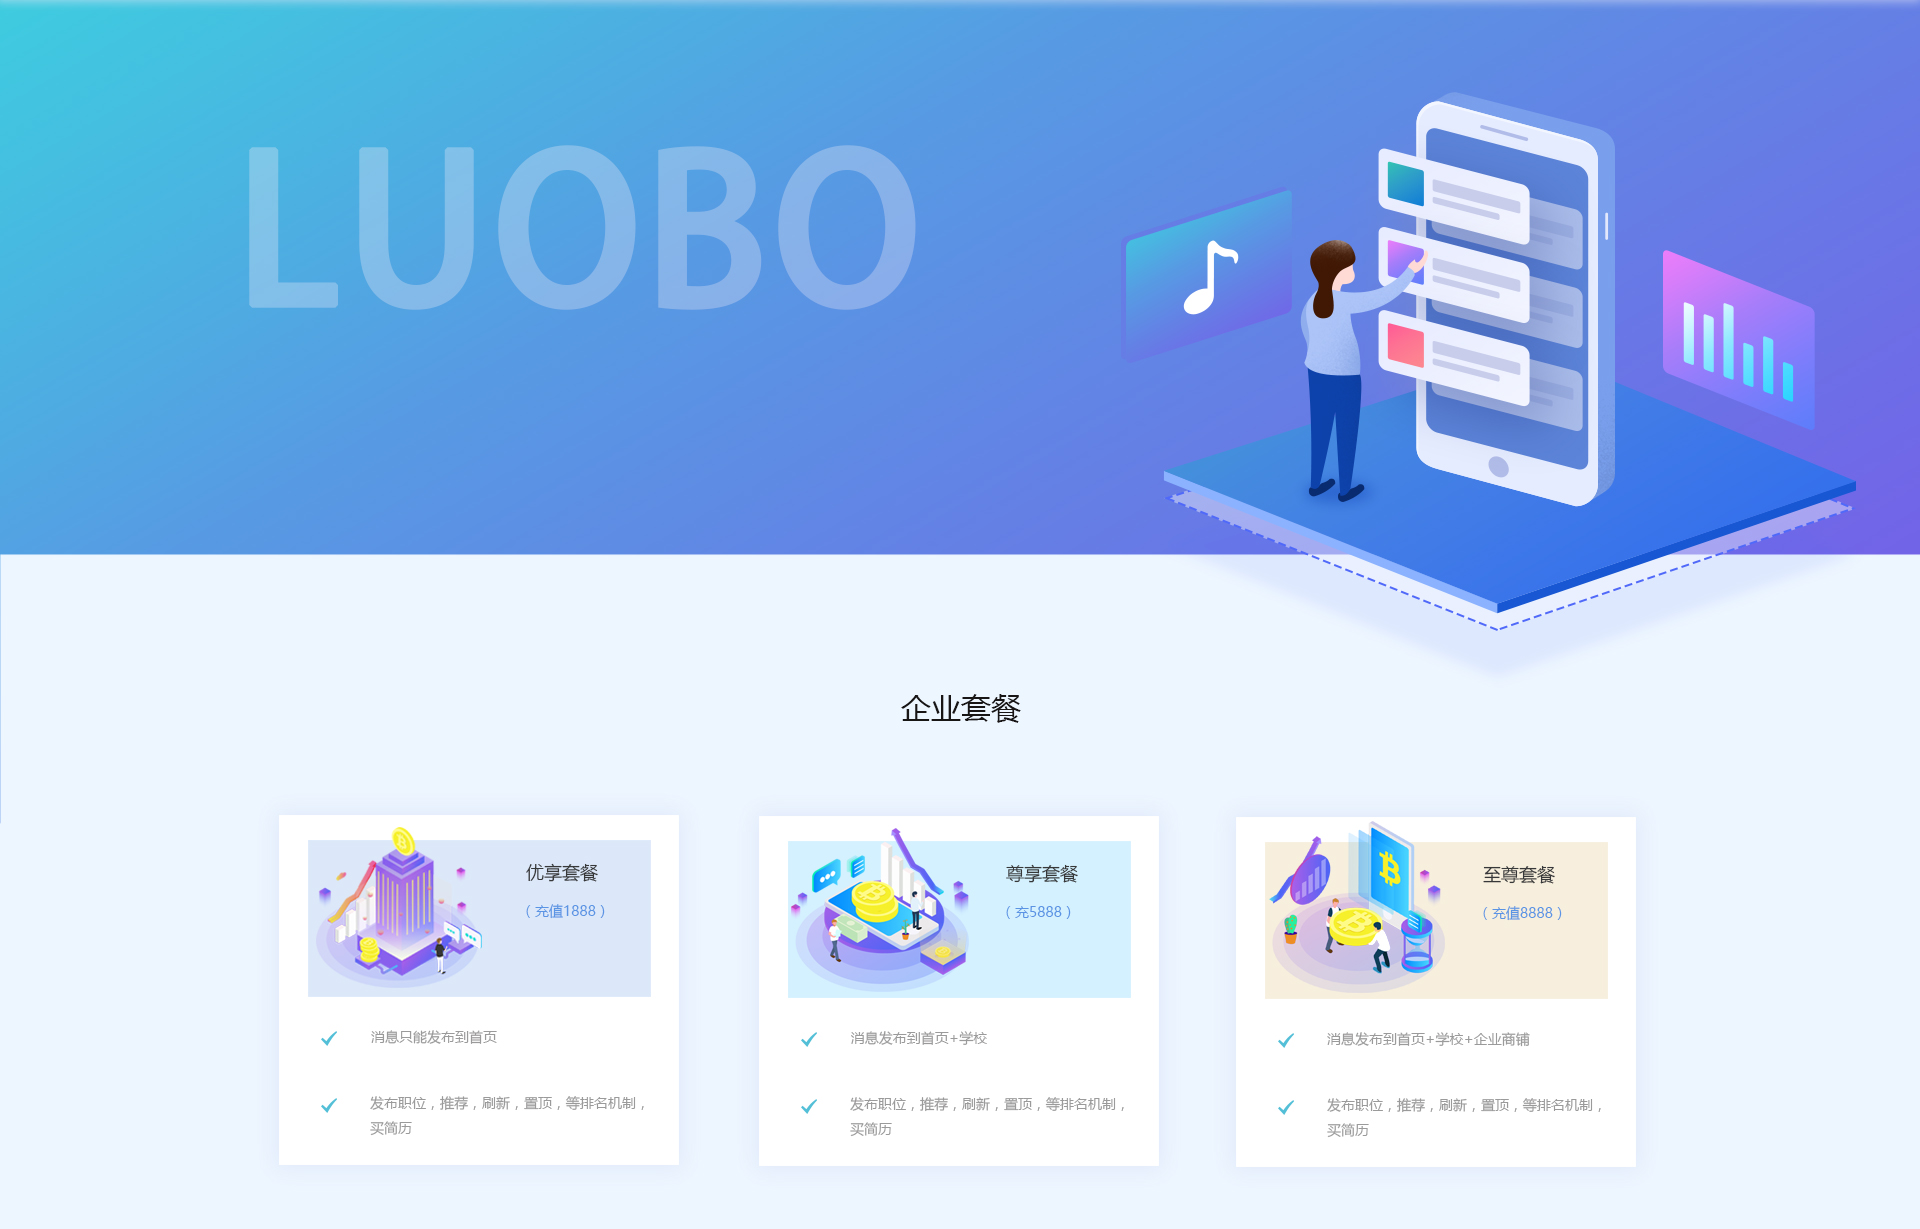 LUOBO
企业套餐
优享套餐
（充值1888）
消息只能发布到首页
发布职位，推荐，刷新，置顶，等排名机制，
买简历
尊享套餐
（充5888）
消息发布到首页+学校
发布职位，推荐，刷新，置顶，等排名机制，
买简历
至尊套餐
（充值8888）
消息发布到首页+学校+企业商铺
发布职位，推荐，刷新，置顶，等排名机制，
买简历